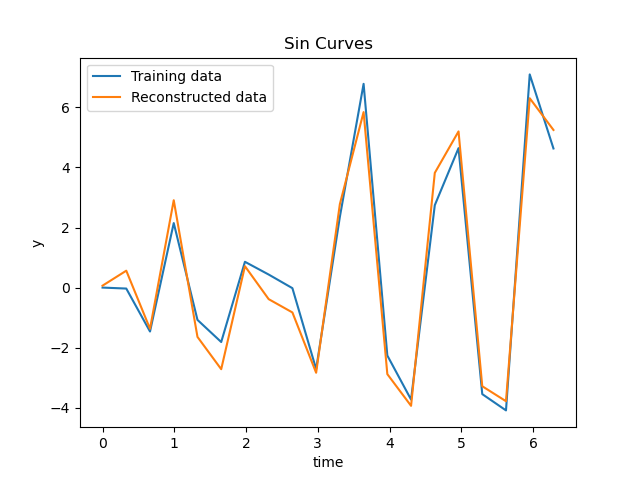 Sin Curves
Training data
Reconstructed data
y
6
4
2
0
−2
−4
0 1 2 3 4 5 6
time